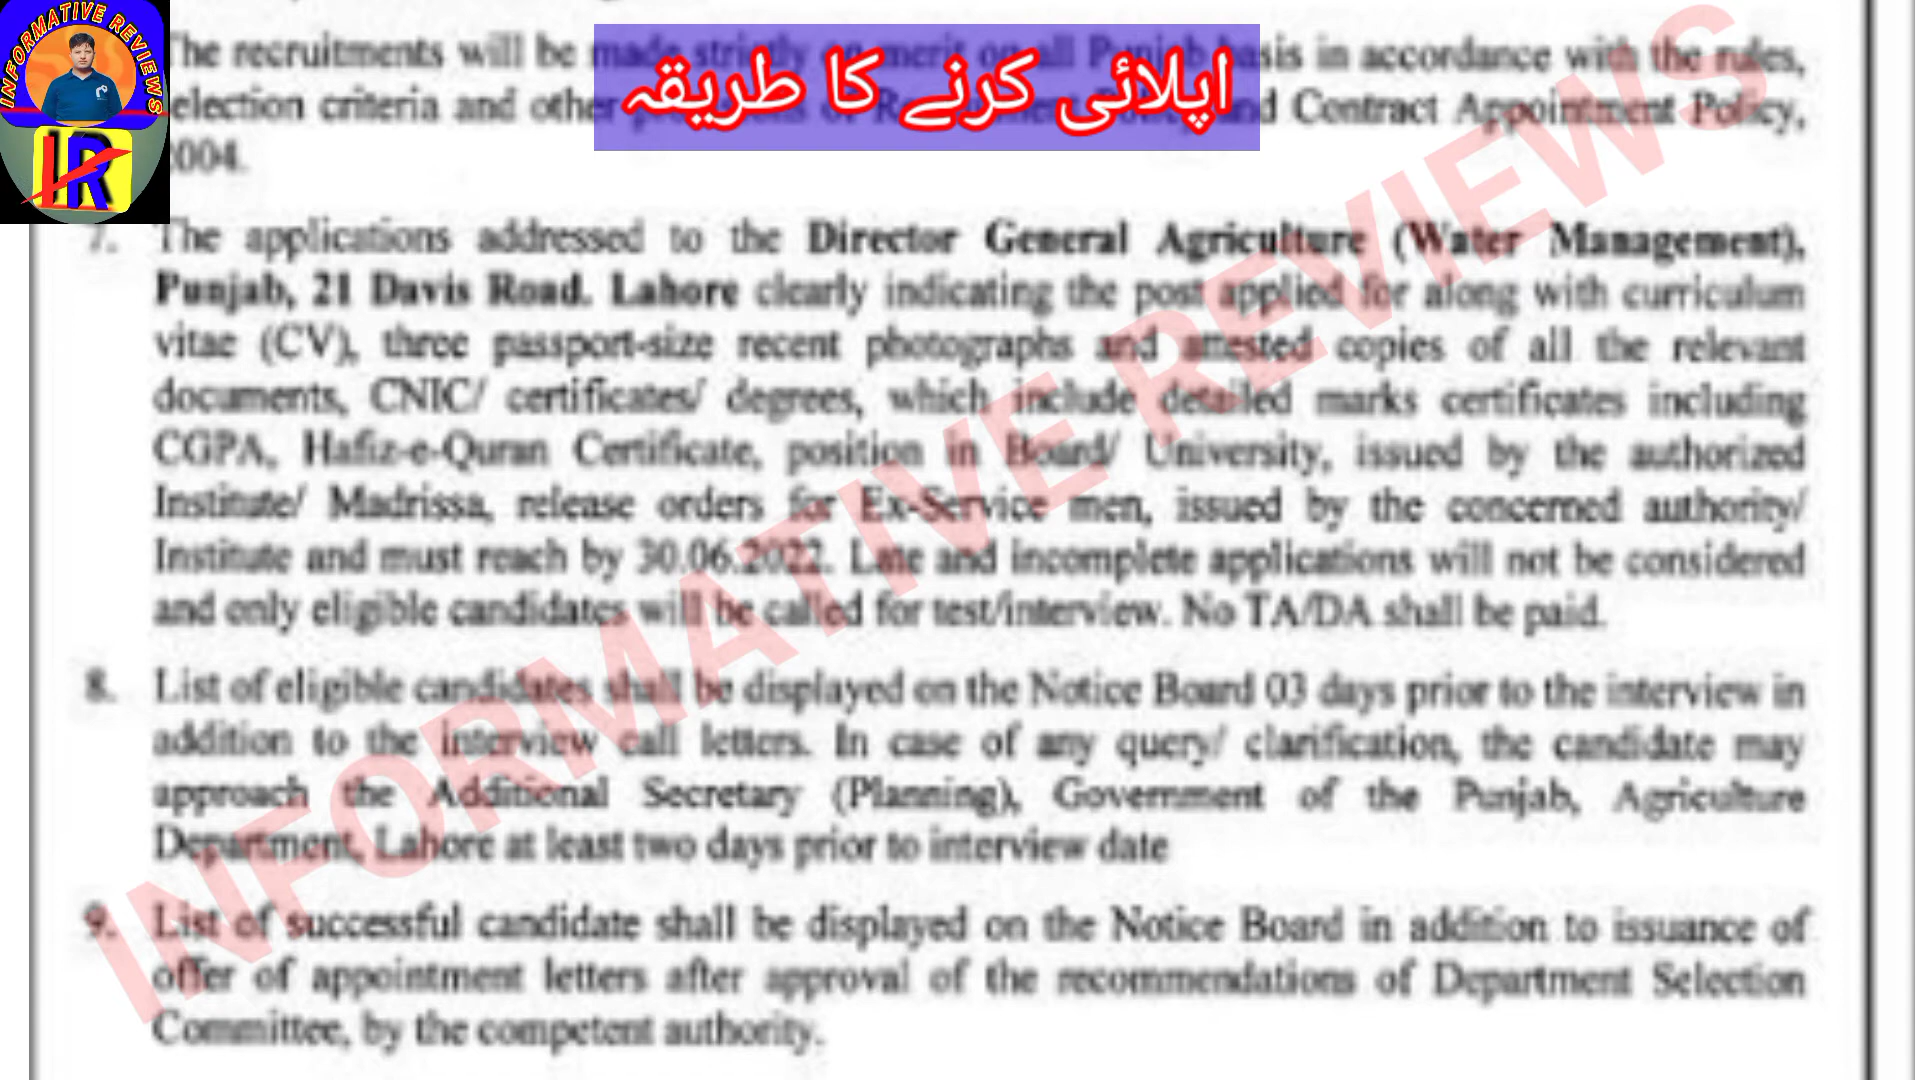 INFORMATIVE REVIEWS
IR
اپلائی کرنے کا طریقہ
The recruitments will be made strictly on merit on all Punjab basis in accordance with the rules,
election criteria and other and Contract Appointment Policy,
2004.
7. The applications addressed to the Director General Agriculture (Water Management),
Punjab, 21 Davis Road. Lahore clearly indicating the post applied for along with curriculum
vitae (CV), three passport-size recent photographs and attested copies of all the relevant
documents, CNIC/ certificates/ degrees, which include detailed marks certificates including
CGPA, Hafiz-e-Quran Certificate, position in Board/ University, issued by the authorized
Institute/ Madrissa, release orders for Ex-Service men, issued by the concerned authority/
Institute and must reach by 30.06.2022. Late and incomplete applications will not be considered
and only eligible candidates will be called for test/interview. No TA/DA shall be paid.
8. List of eligible candidates shall be displayed on the Notice Board 03 days prior to the interview in
addition to the interview call letters. In case of any query/ clarification, the candidate may
approach the Additional Secretary (Planning), Government of the Punjab, Agriculture
Department, Lahore at least two days prior to interview date
9. List of successful candidate shall be displayed on the Notice Board in addition to issuance of
offer of appointment letters after approval of the recommendations of Department Selection
Committee, by the competent authority.
INFORMATIVE REVIEWS